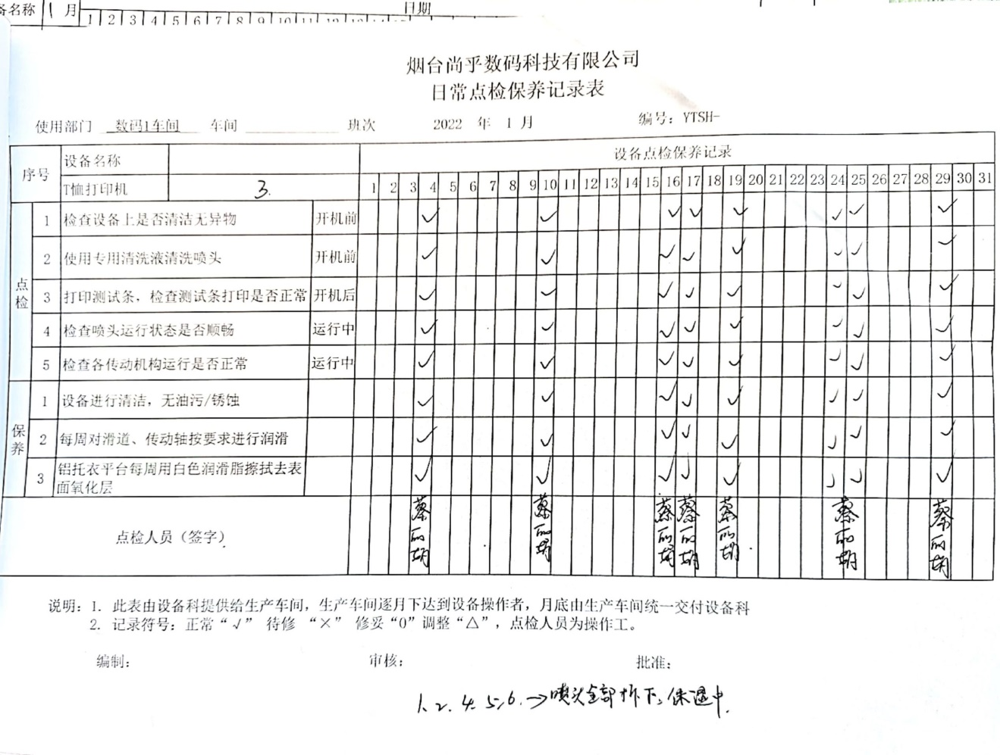 备名称 1 月 日期
1 2 3 4 5 6 7 8 9 10 11 12 13 14
烟台尚乎数码科技有限公司
日常点检保养记录表
使用部门 数码1车间 车间 班次 2022 年 1 月 编号：YTSH-
序号 设备名称 设备点检保养记录
T恤打印机 3. 1 2 3 4 5 6 7 8 9 10 11 12 13 14 15 16 17 18 19 20 21 22 23 24 25 26 27 28 29 30 31
点检
1 检查设备上是否清洁无异物 开机前 ✓ ✓ ✓ ✓ ✓ ✓ ✓ ✓
2 使用专用清洗液清洗喷头 开机前 ✓ ✓ ✓ ✓ ✓ ✓ ✓ ✓
3 打印测试条，检查测试条打印是否正常 开机后 ✓ ✓ ✓ ✓ ✓ ✓ ✓ ✓
4 检查喷头运行状态是否顺畅 运行中 ✓ ✓ ✓ ✓ ✓ ✓ ✓ ✓
5 检查各传动机构运行是否正常 运行中 ✓ ✓ ✓ ✓ ✓ ✓ ✓ ✓
保养
1 设备进行清洁，无油污/锈蚀 ✓ ✓ ✓ ✓ ✓ ✓ ✓ ✓
2 每周对滑道、传动轴按要求进行润滑 ✓ ✓ ✓ ✓ ✓ ✓ ✓ ✓
3 铝托衣平台每周用白色润滑脂擦拭去表 ✓ ✓ ✓ ✓ ✓ ✓ ✓ ✓
面氧化层
点检人员（签字） 蔡丽娟 蔡丽娟 蔡丽娟 蔡丽娟 蔡丽娟 蔡丽娟 蔡丽娟
说明：1. 此表由设备科提供给生产车间，生产车间逐月下达到设备操作者，月底由生产车间统一交付设备科
2. 记录符号：正常“√” 待修 “×” 修妥“0”调整“△”，点检人员为操作工。
编制： 审核： 批准：
1. 2. 4. 5. 6. →喷头全部拆下，保退中.